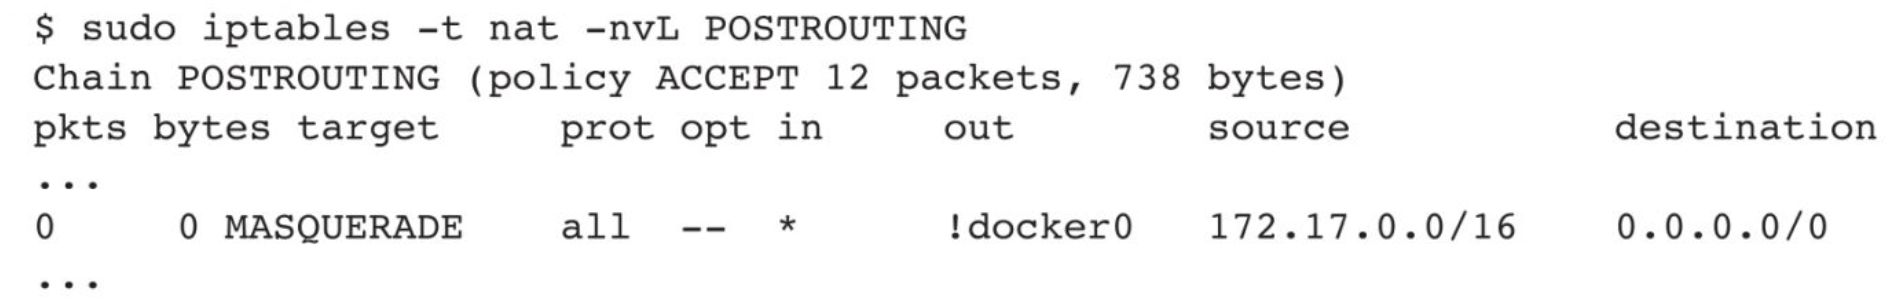 $ sudo iptables -t nat -nvL POSTROUTING
Chain POSTROUTING (policy ACCEPT 12 packets, 738 bytes)
pkts bytes target     prot opt in     out        source           destination
...
0     0 MASQUERADE    all  --  *      !docker0   172.17.0.0/16    0.0.0.0/0
...